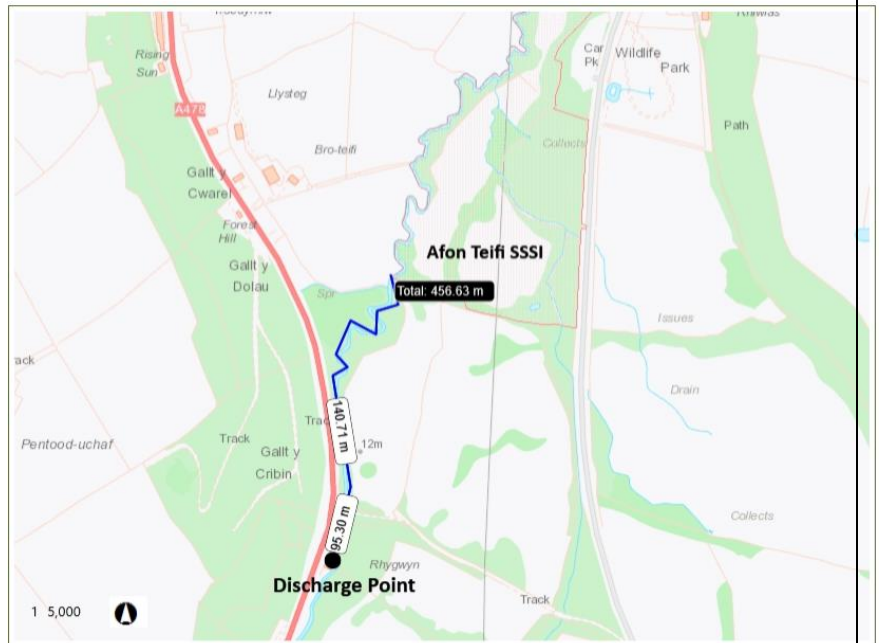 Rising
Sun
Llysteg
Car
Pk
Wildlife
Park
A478
Path
Bro-teifi
Collects
Gallt y
Cwarel
Forest
Hill
Gallt y
Dolau
Afon Teifi SSSI
Spr
Total: 456.63 m
Issues
Drain
140.71 m
12m
Pentood-uchaf
Track
Gallt y
Cribin
Collects
95.30 m
Rhygwyn
Discharge Point
Track
1 5,000